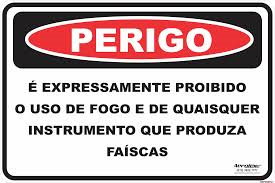 PERIGO
É EXPRESSAMENTE PROIBIDO
O USO DE FOGO E DE QUAISQUER
INSTRUMENTO QUE PRODUZA
FAÍSCAS